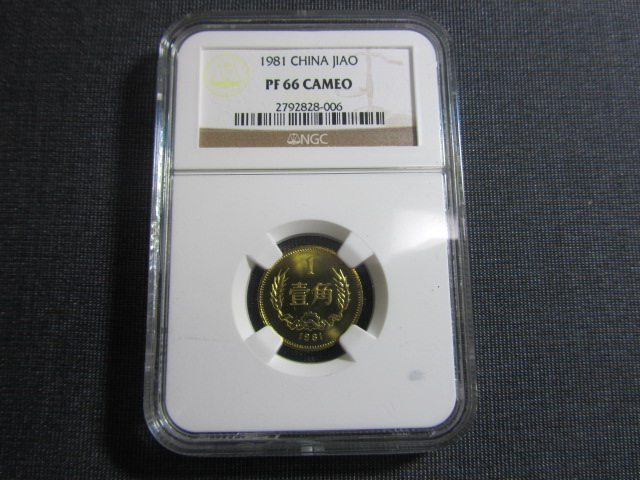 1981 CHINA JIAO
PF 66 CAMEO
2792828-006
NGC
1
壹角
1981